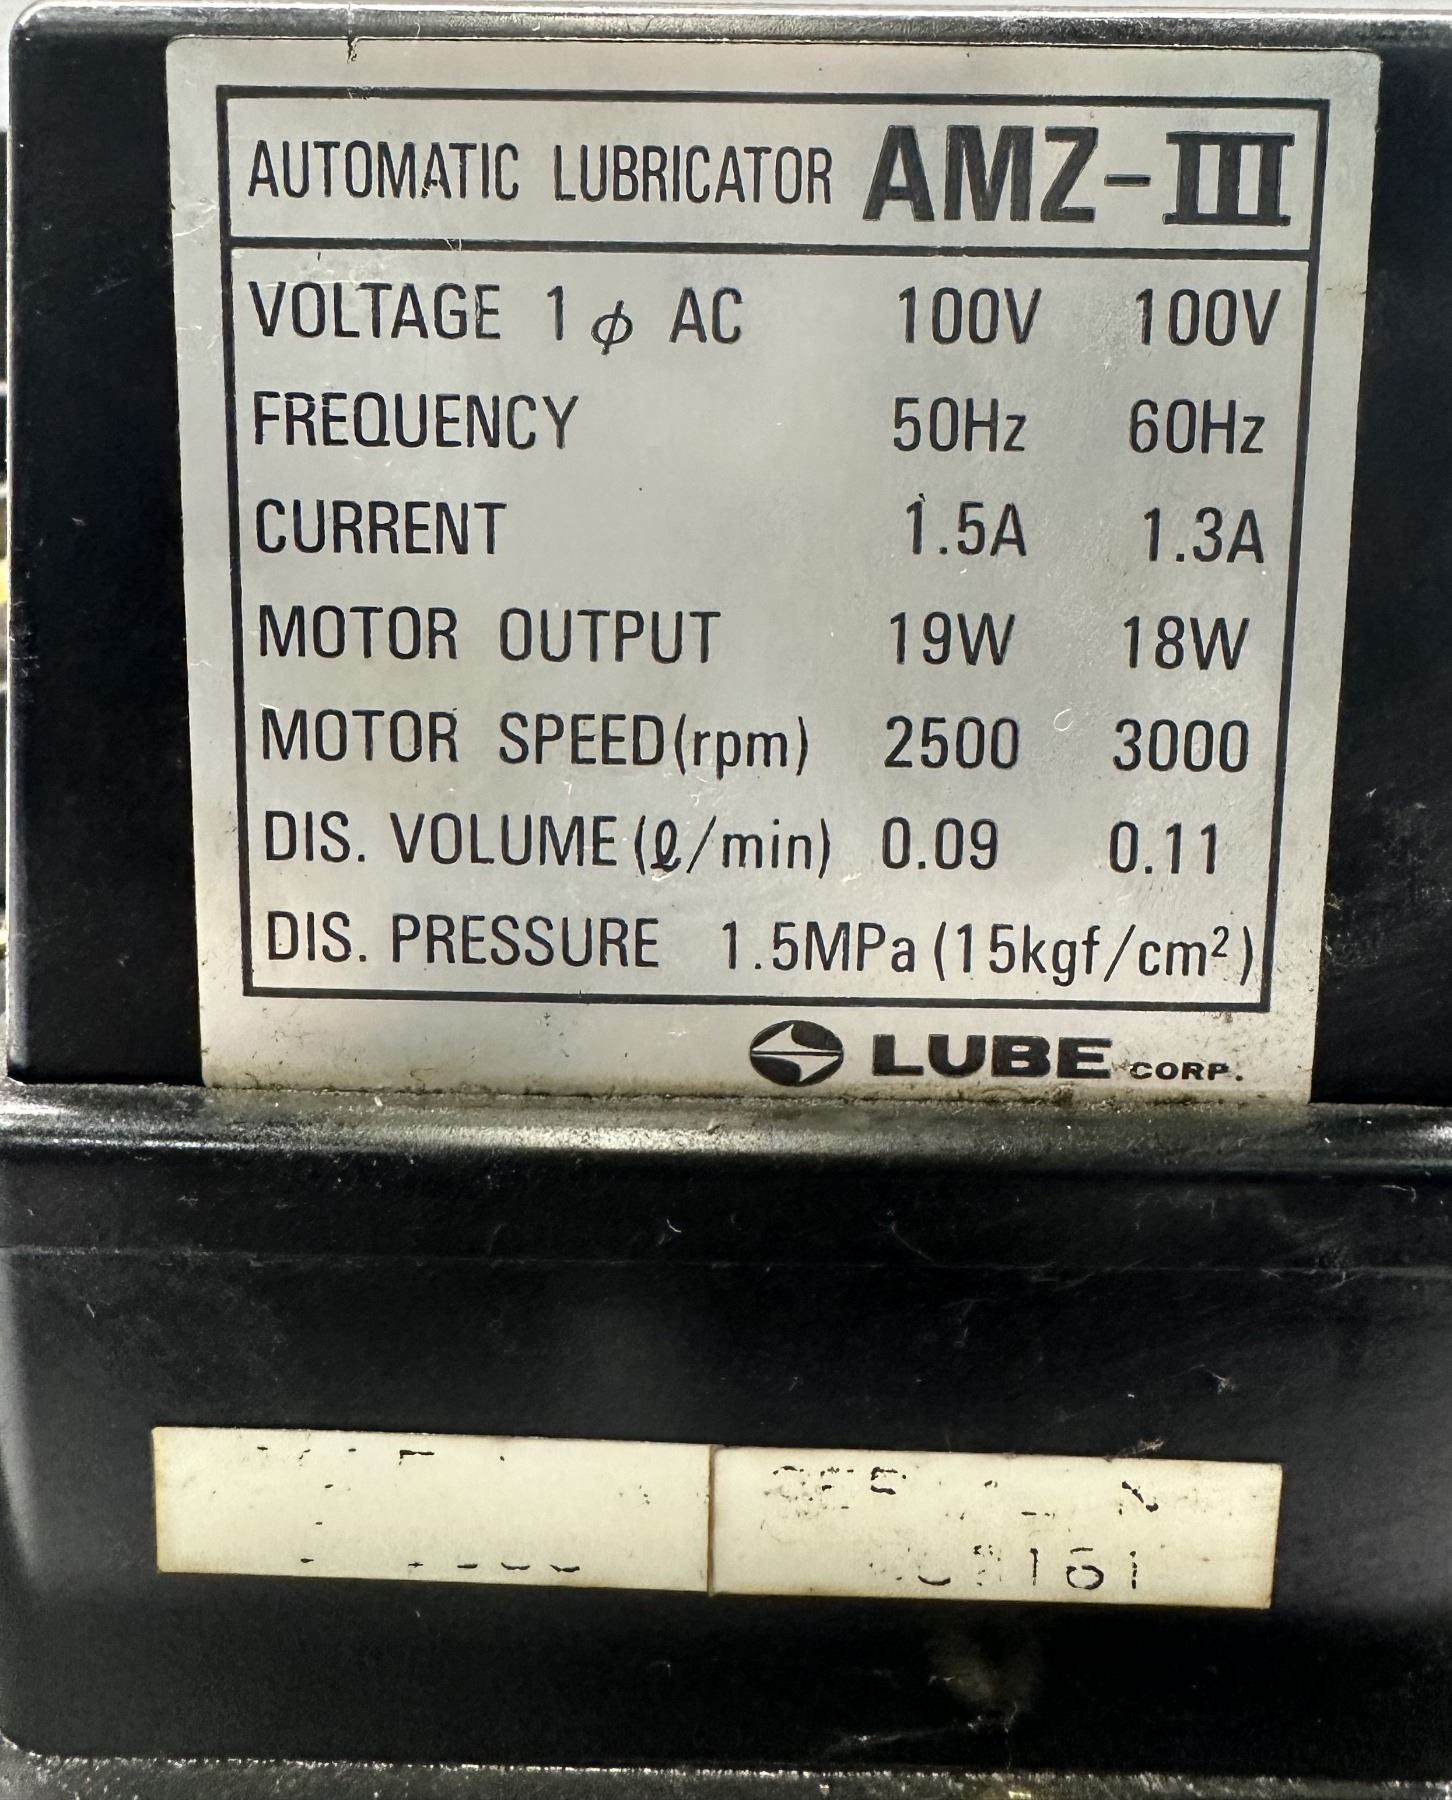 AUTOMATIC LUBRICATOR AMZ-III
VOLTAGE 1 ϕ AC 100V 100V
FREQUENCY 50Hz 60Hz
CURRENT 1.5A 1.3A
MOTOR OUTPUT 19W 18W
MOTOR SPEED(rpm) 2500 3000
DIS. VOLUME(ℓ/min) 0.09 0.11
DIS. PRESSURE 1.5MPa(15kgf/cm²)
LUBE CORP.